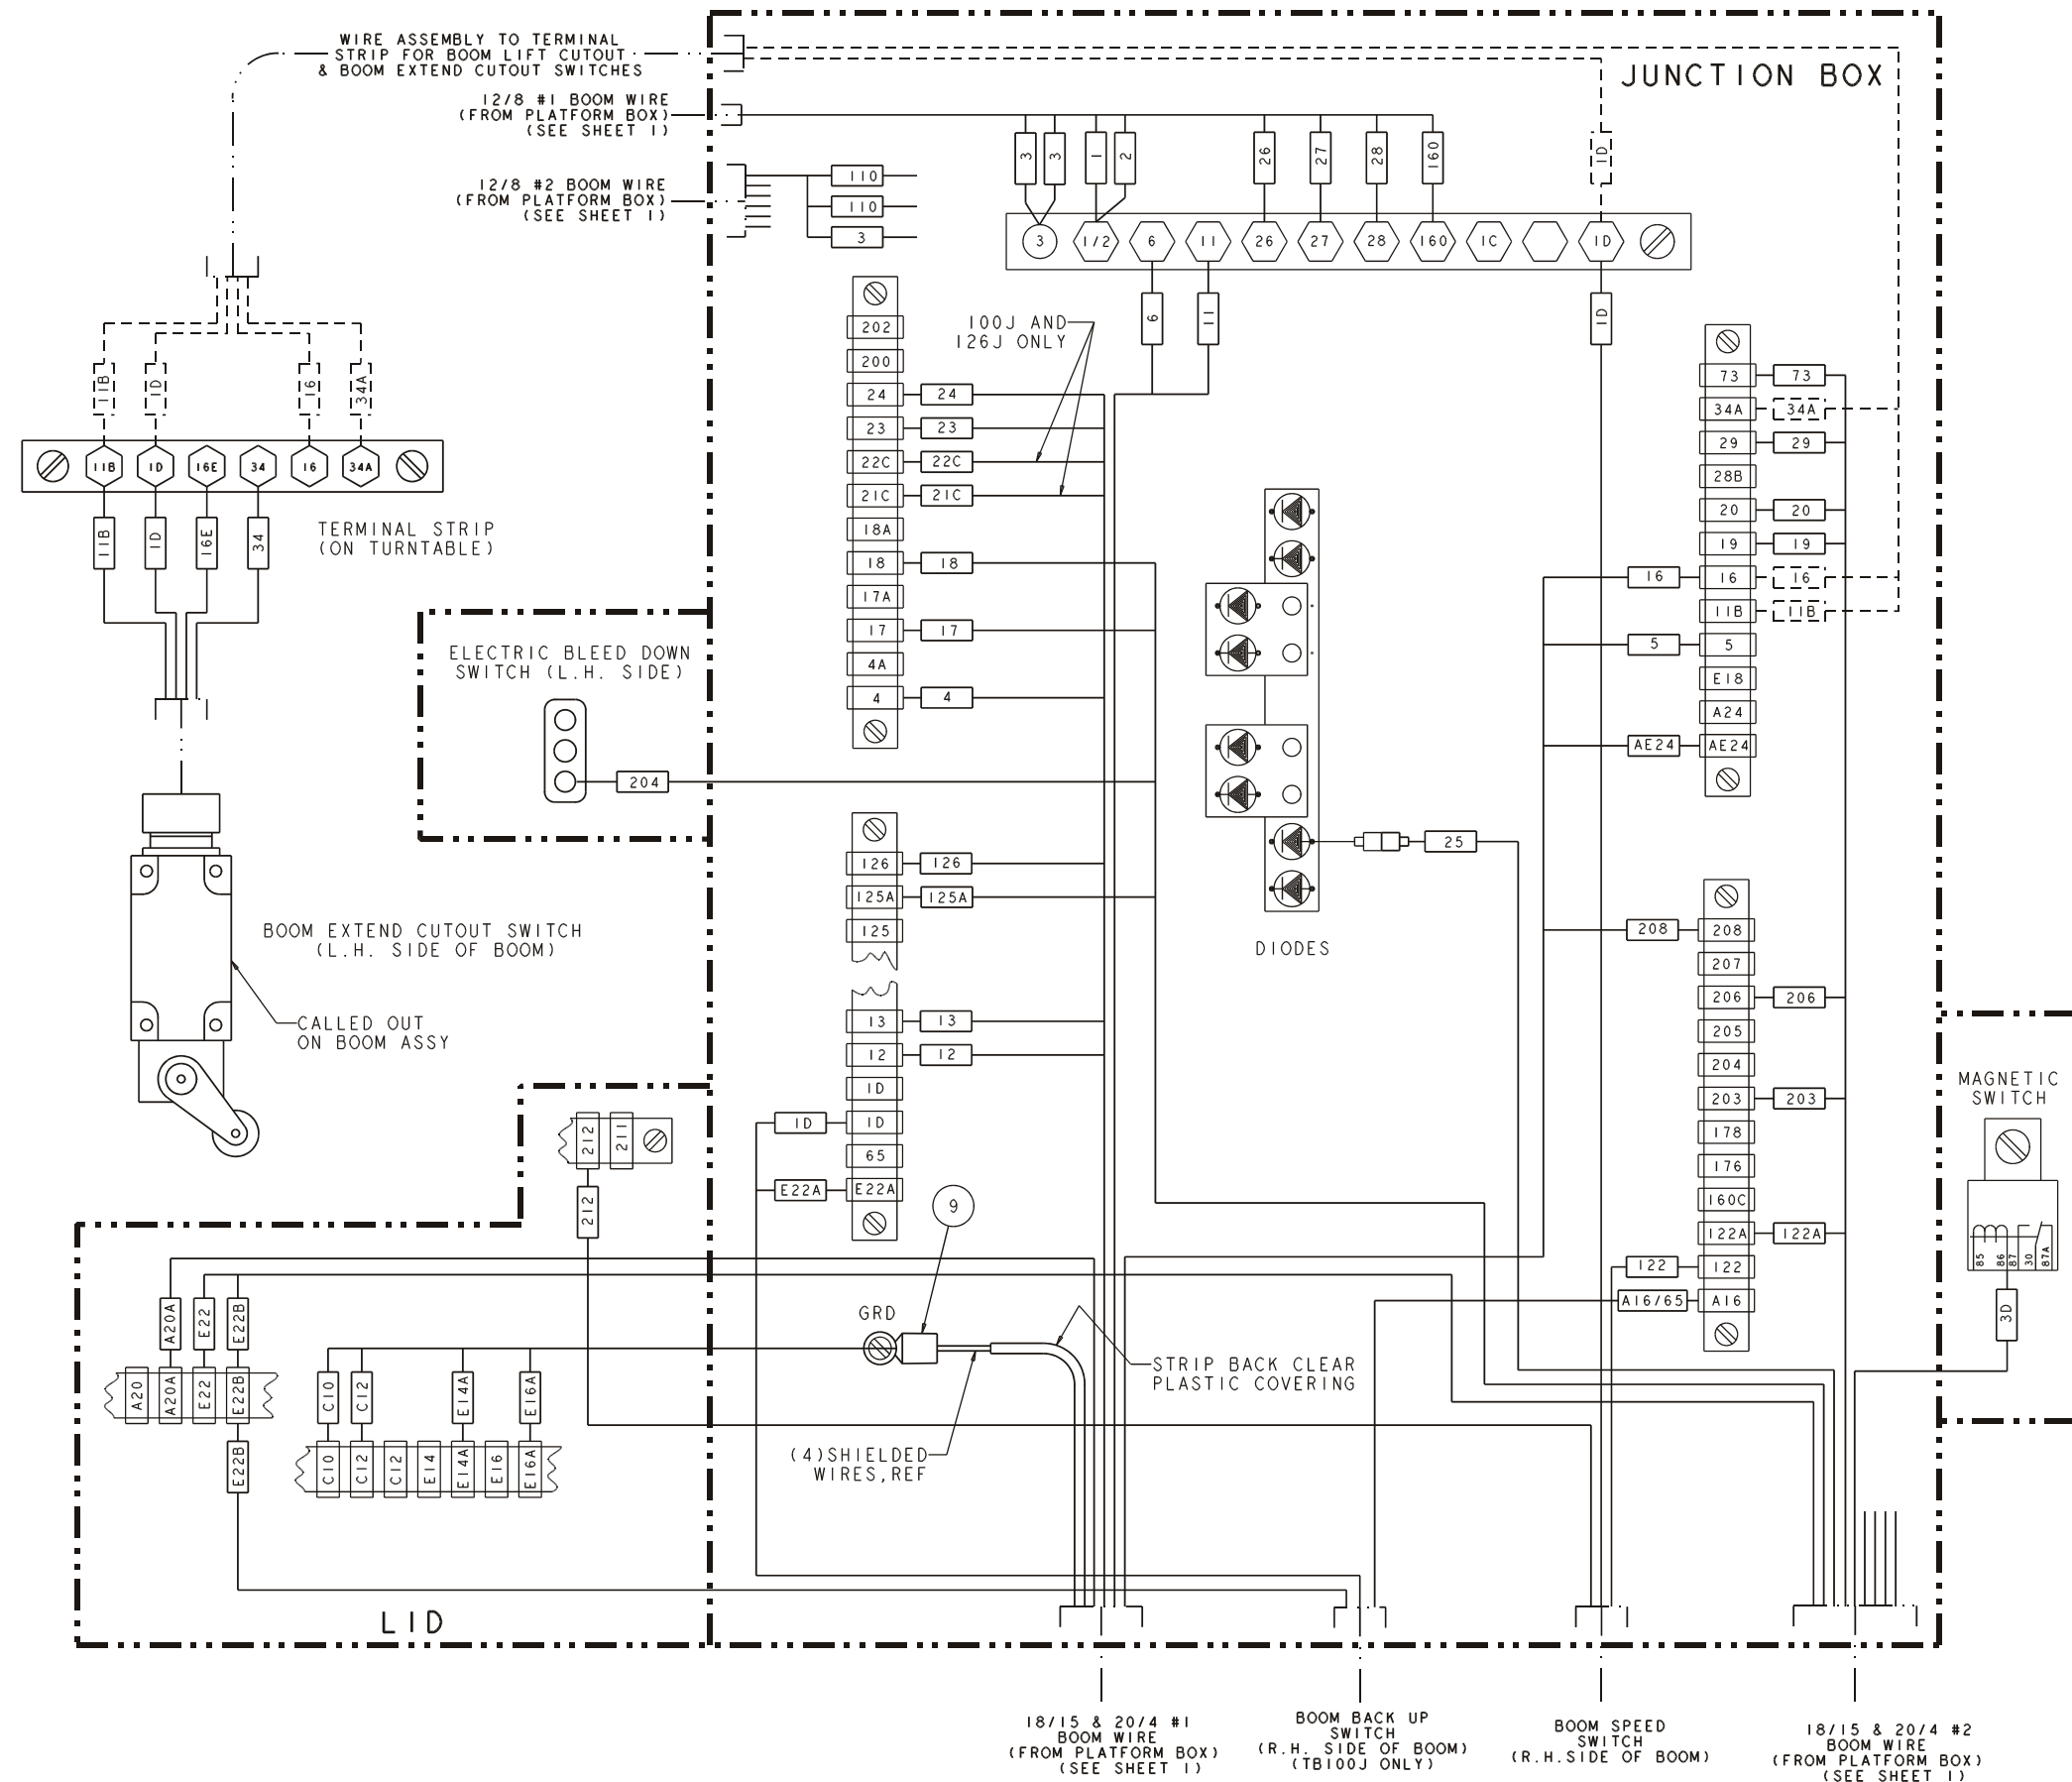 WIRE ASSEMBLY TO TERMINAL
STRIP FOR BOOM LIFT CUTOUT
& BOOM EXTEND CUTOUT SWITCHES
JUNCTION BOX
12/8 #1 BOOM WIRE
(FROM PLATFORM BOX)
(SEE SHEET 1)
12/8 #2 BOOM WIRE
(FROM PLATFORM BOX)
(SEE SHEET 1)
110
110
3
3 3 1 2 26 27 28 160 1D
3 1/2 6 11 26 27 28 160 1C 1D
6 11 1D
100J AND
126J ONLY
11B 1D 16 34A
11B 1D 16E 34 16 34A
11B 1D 16E 34
TERMINAL STRIP
(ON TURNTABLE)
202
200
24 24
23 23
22C 22C
21C 21C
18A
18 18
17A
17 17
4A
4 4
73 73
34A 34A
29 29
28B
20 20
19 19
16 16 16
11B 11B
5 5
E18
A24
AE24 AE24
ELECTRIC BLEED DOWN
SWITCH (L.H. SIDE)
204
25
DIODES
BOOM EXTEND CUTOUT SWITCH
(L.H. SIDE OF BOOM)
CALLED OUT
ON BOOM ASSY
126 126
125A 125A
125
13 13
12 12
1D
1D 1D
65
E22A E22A
208 208
207
206 206
205
204
203 203
178
176
160C
122A 122A
122 122
A16/65 A16
MAGNETIC
SWITCH
85 86 87 30 87A
3D
212 211
212
9
GRD
STRIP BACK CLEAR
PLASTIC COVERING
(4)SHIELDED
WIRES,REF
A20A E22 E22B
A20 A20A E22 E22B
E22B
C10 C12 E14A E16A
C10 C12 C12 E14 E14A E16 E16A
LID
18/15 & 20/4 #1
BOOM WIRE
(FROM PLATFORM BOX)
(SEE SHEET 1)
BOOM BACK UP
SWITCH
(R.H. SIDE OF BOOM)
(TB100J ONLY)
BOOM SPEED
SWITCH
(R.H.SIDE OF BOOM)
18/15 & 20/4 #2
BOOM WIRE
(FROM PLATFORM BOX)
(SEE SHEET 1)